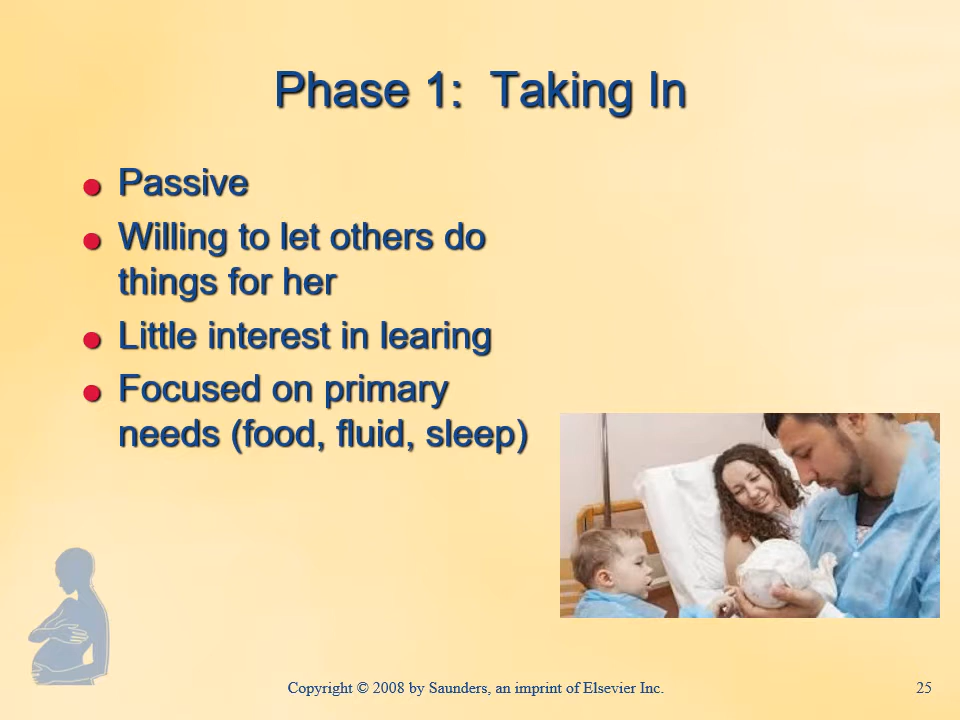 Phase 1:  Taking In
Passive
Willing to let others do
things for her
Little interest in learing
Focused on primary
needs (food, fluid, sleep)
Copyright © 2008 by Saunders, an imprint of Elsevier Inc.
25